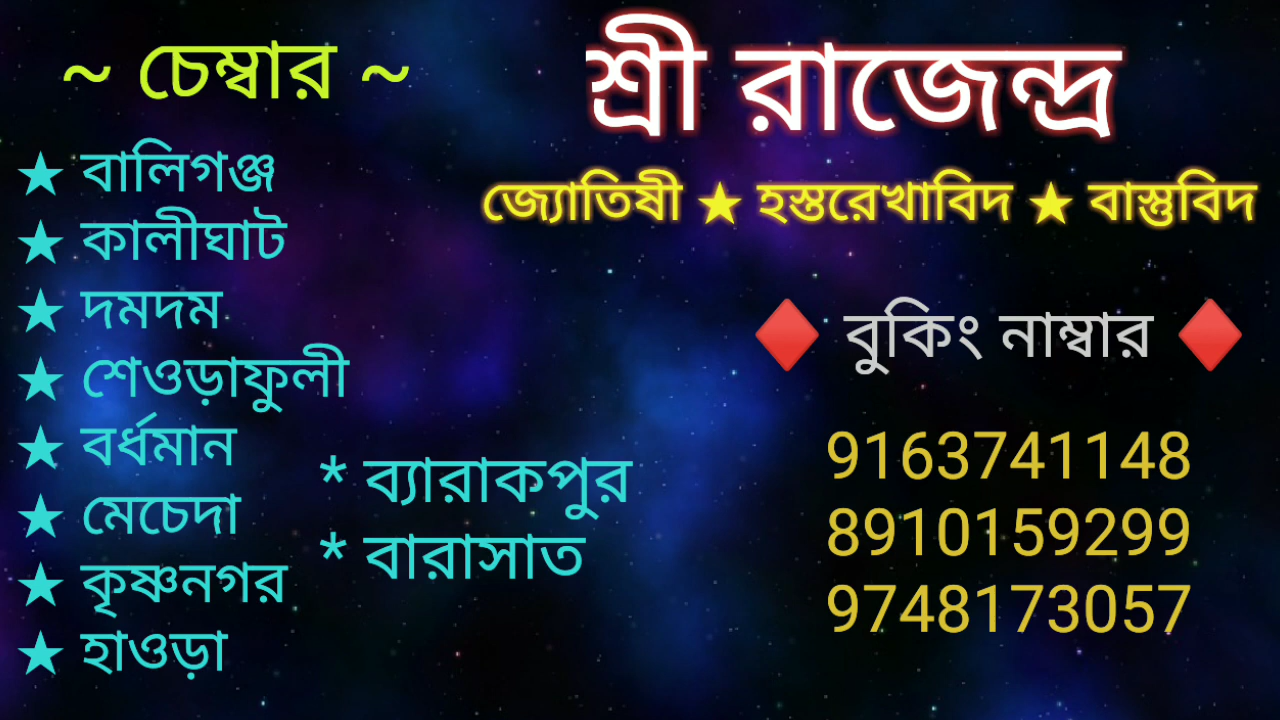 ~ চেম্বার ~
★ বালিগঞ্জ
★ কালীঘাট
★ দমদম
★ শেওড়াফুলী
★ বর্ধমান
★ মেচেদা
★ কৃষ্ণনগর
★ হাওড়া
* ব্যারাকপুর
* বারাসাত
শ্রী রাজেন্দ্র
জ্যোতিষী ★ হস্তরেখাবিদ ★ বাস্তুবিদ
♦ বুকিং নাম্বার ♦
9163741148
8910159299
9748173057